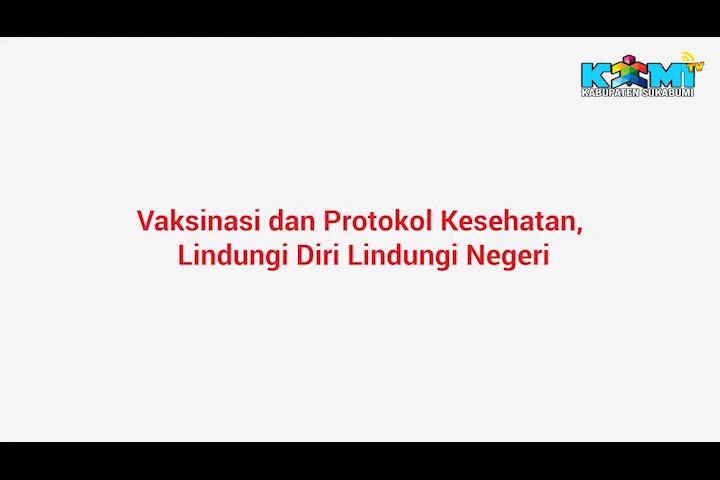 KAMI TV
KABUPATEN SUKABUMI
Vaksinasi dan Protokol Kesehatan,
Lindungi Diri Lindungi Negeri